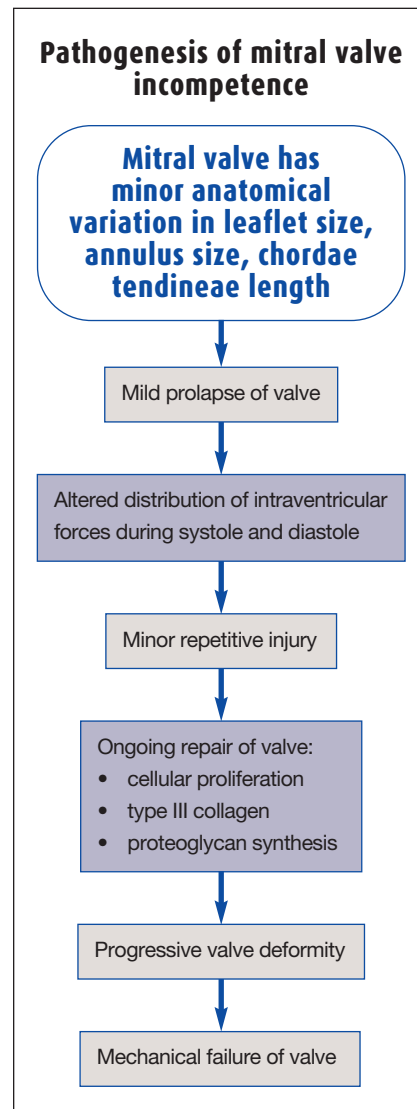 Pathogenesis of mitral valve
incompetence
Mitral valve has
minor anatomical
variation in leaflet size,
annulus size, chordae
tendineae length
Mild prolapse of valve
Altered distribution of intraventricular
forces during systole and diastole
Minor repetitive injury
Ongoing repair of valve:
• cellular proliferation
• type III collagen
• proteoglycan synthesis
Progressive valve deformity
Mechanical failure of valve